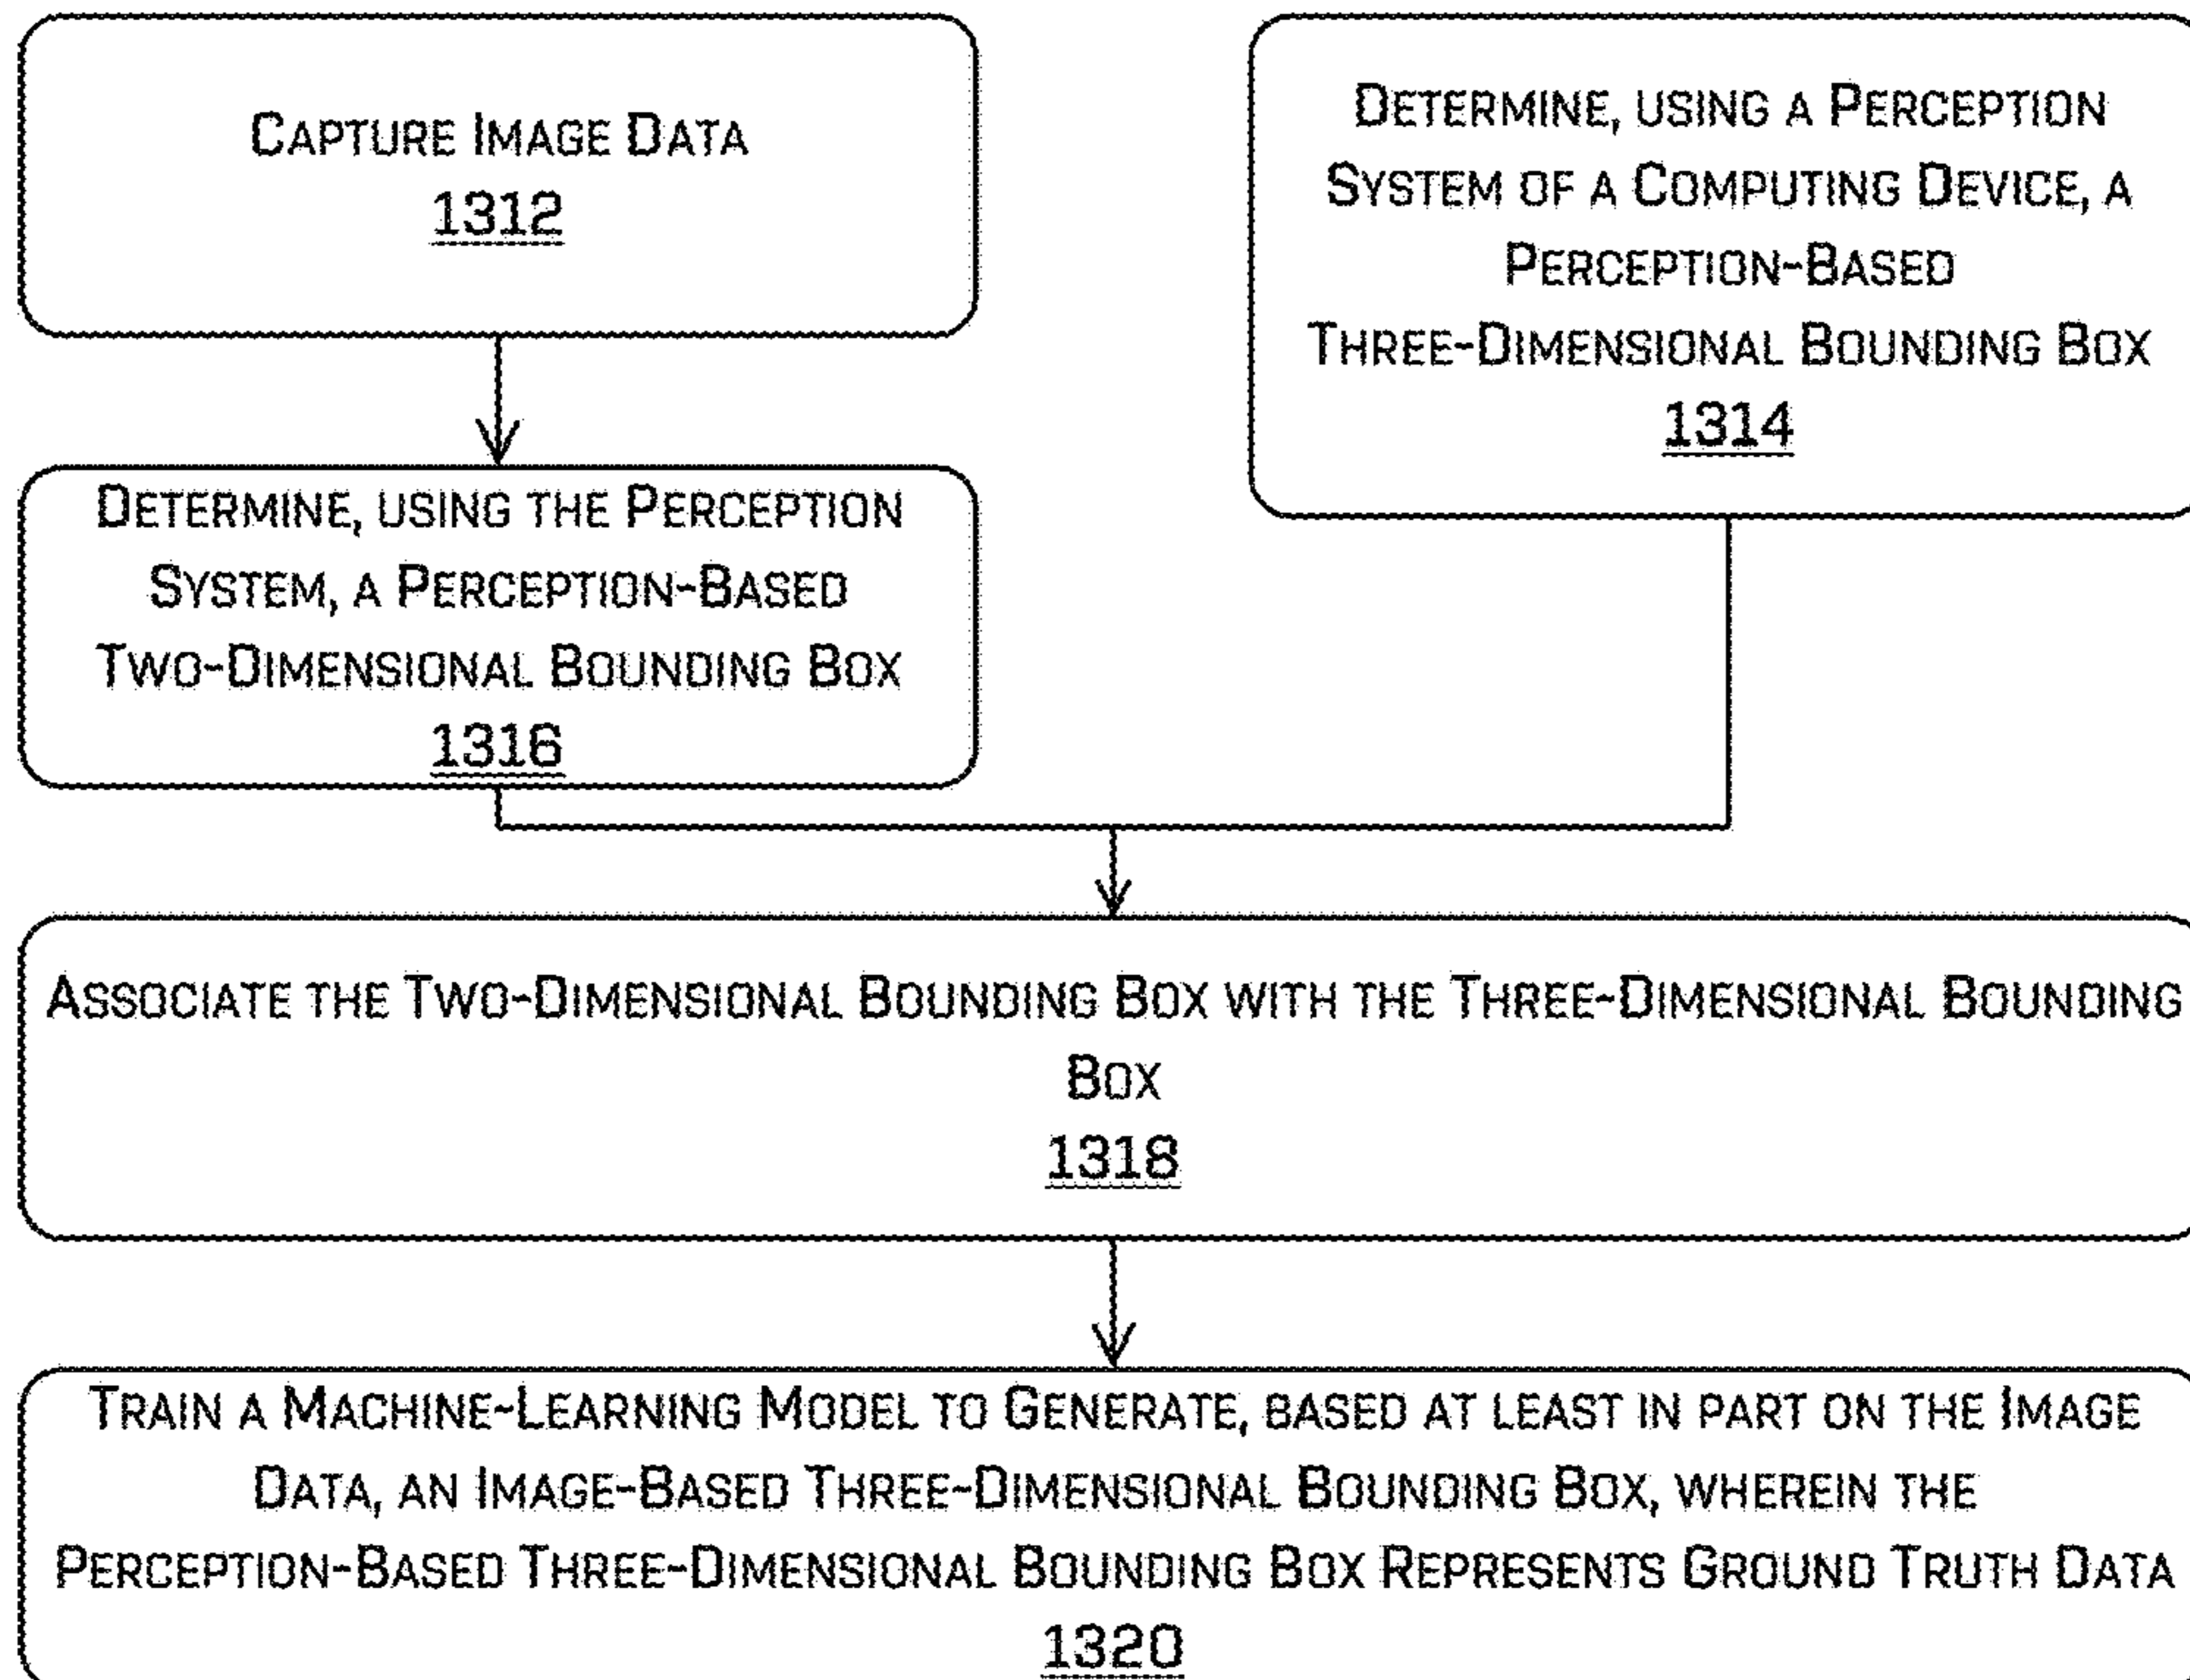 CAPTURE IMAGE DATA
1312
DETERMINE, USING A PERCEPTION
SYSTEM OF A COMPUTING DEVICE, A
PERCEPTION-BASED
THREE-DIMENSIONAL BOUNDING BOX
1314
DETERMINE, USING THE PERCEPTION
SYSTEM, A PERCEPTION-BASED
TWO-DIMENSIONAL BOUNDING BOX
1316
ASSOCIATE THE TWO-DIMENSIONAL BOUNDING BOX WITH THE THREE-DIMENSIONAL BOUNDING
BOX
1318
TRAIN A MACHINE-LEARNING MODEL TO GENERATE, BASED AT LEAST IN PART ON THE IMAGE
DATA, AN IMAGE-BASED THREE-DIMENSIONAL BOUNDING BOX, WHEREIN THE
PERCEPTION-BASED THREE-DIMENSIONAL BOUNDING BOX REPRESENTS GROUND TRUTH DATA
1320